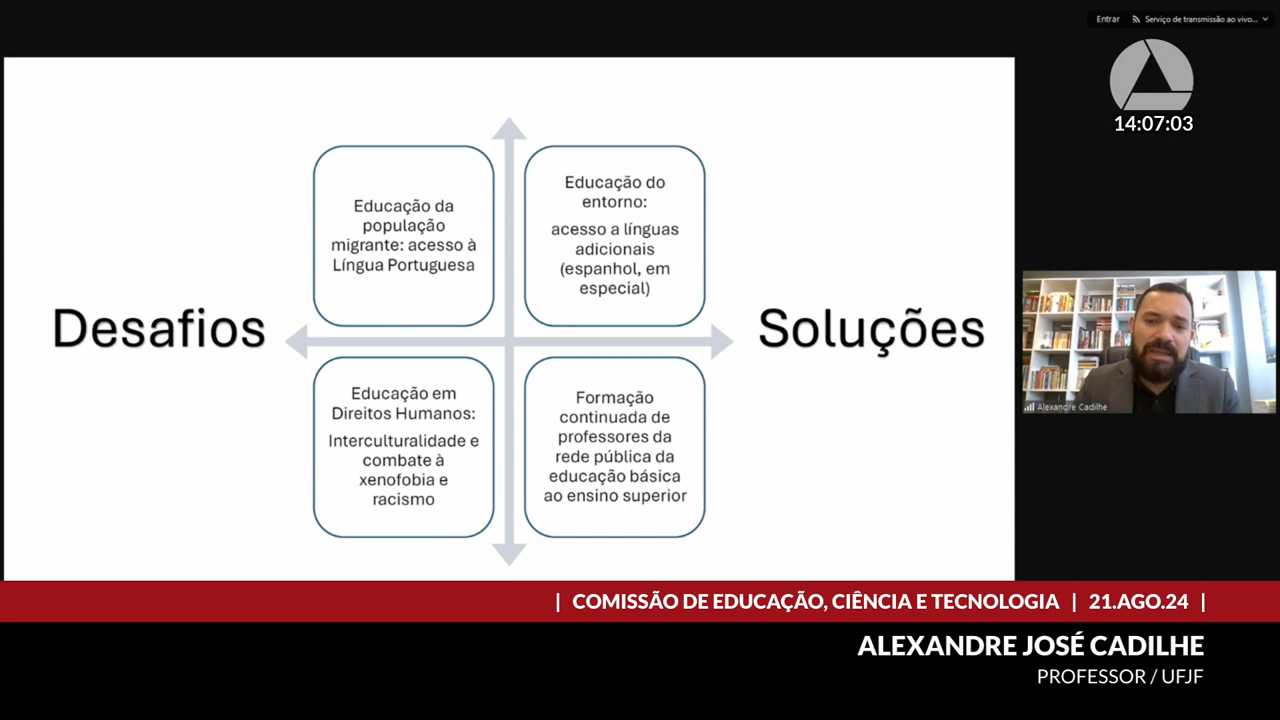 Entrar
Serviço de transmissão ao vivo...
14:07:03
Desafios
Educação da
população
migrante: acesso à
Língua Portuguesa
Educação do
entorno:
acesso a línguas
adicionais
(espanhol, em
especial)
Educação em
Direitos Humanos:
Interculturalidade e
combate à
xenofobia e
racismo
Formação
continuada de
professores da
rede pública da
educação básica
ao ensino superior
Soluções
Alexandre Cadilhe
| COMISSÃO DE EDUCAÇÃO, CIÊNCIA E TECNOLOGIA | 21.AGO.24 |
ALEXANDRE JOSÉ CADILHE
PROFESSOR / UFJF